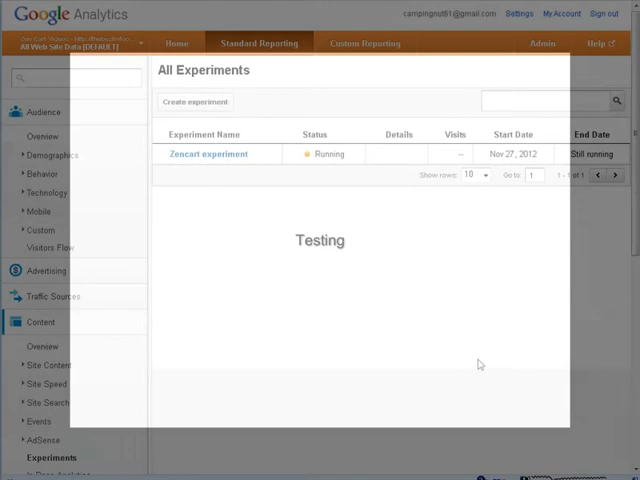 Google Analytics
campingnut61@gmail.com Settings My Account Sign out
All Web Site Data [DEFAULT]
Home Standard Reporting Custom Reporting Admin Help
All Experiments
Create experiment
Experiment Name Status Details Visits Start Date End Date
Zencart experiment Running -- Nov 27, 2012 Still running
Show rows: 10 Go to: 1 1 - 1 of 1
Testing
Audience
Overview
Demographics
Behavior
Technology
Mobile
Custom
Visitors Flow
Advertising
Traffic Sources
Content
Overview
Site Content
Site Speed
Site Search
Events
AdSense
Experiments
In-Page Analytics